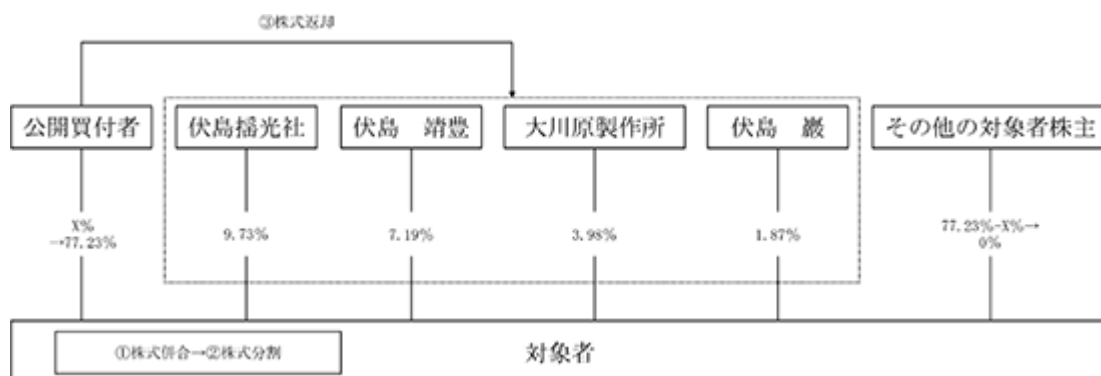 ③株式返却
公開買付者
伏島揺光社
伏島　靖豊
大川原製作所
伏島　巖
その他の対象者株主
X%
→77.23%
9.73%
7.19%
3.98%
1.87%
77.23%-X%→
0%
①株式併合→②株式分割
対象者